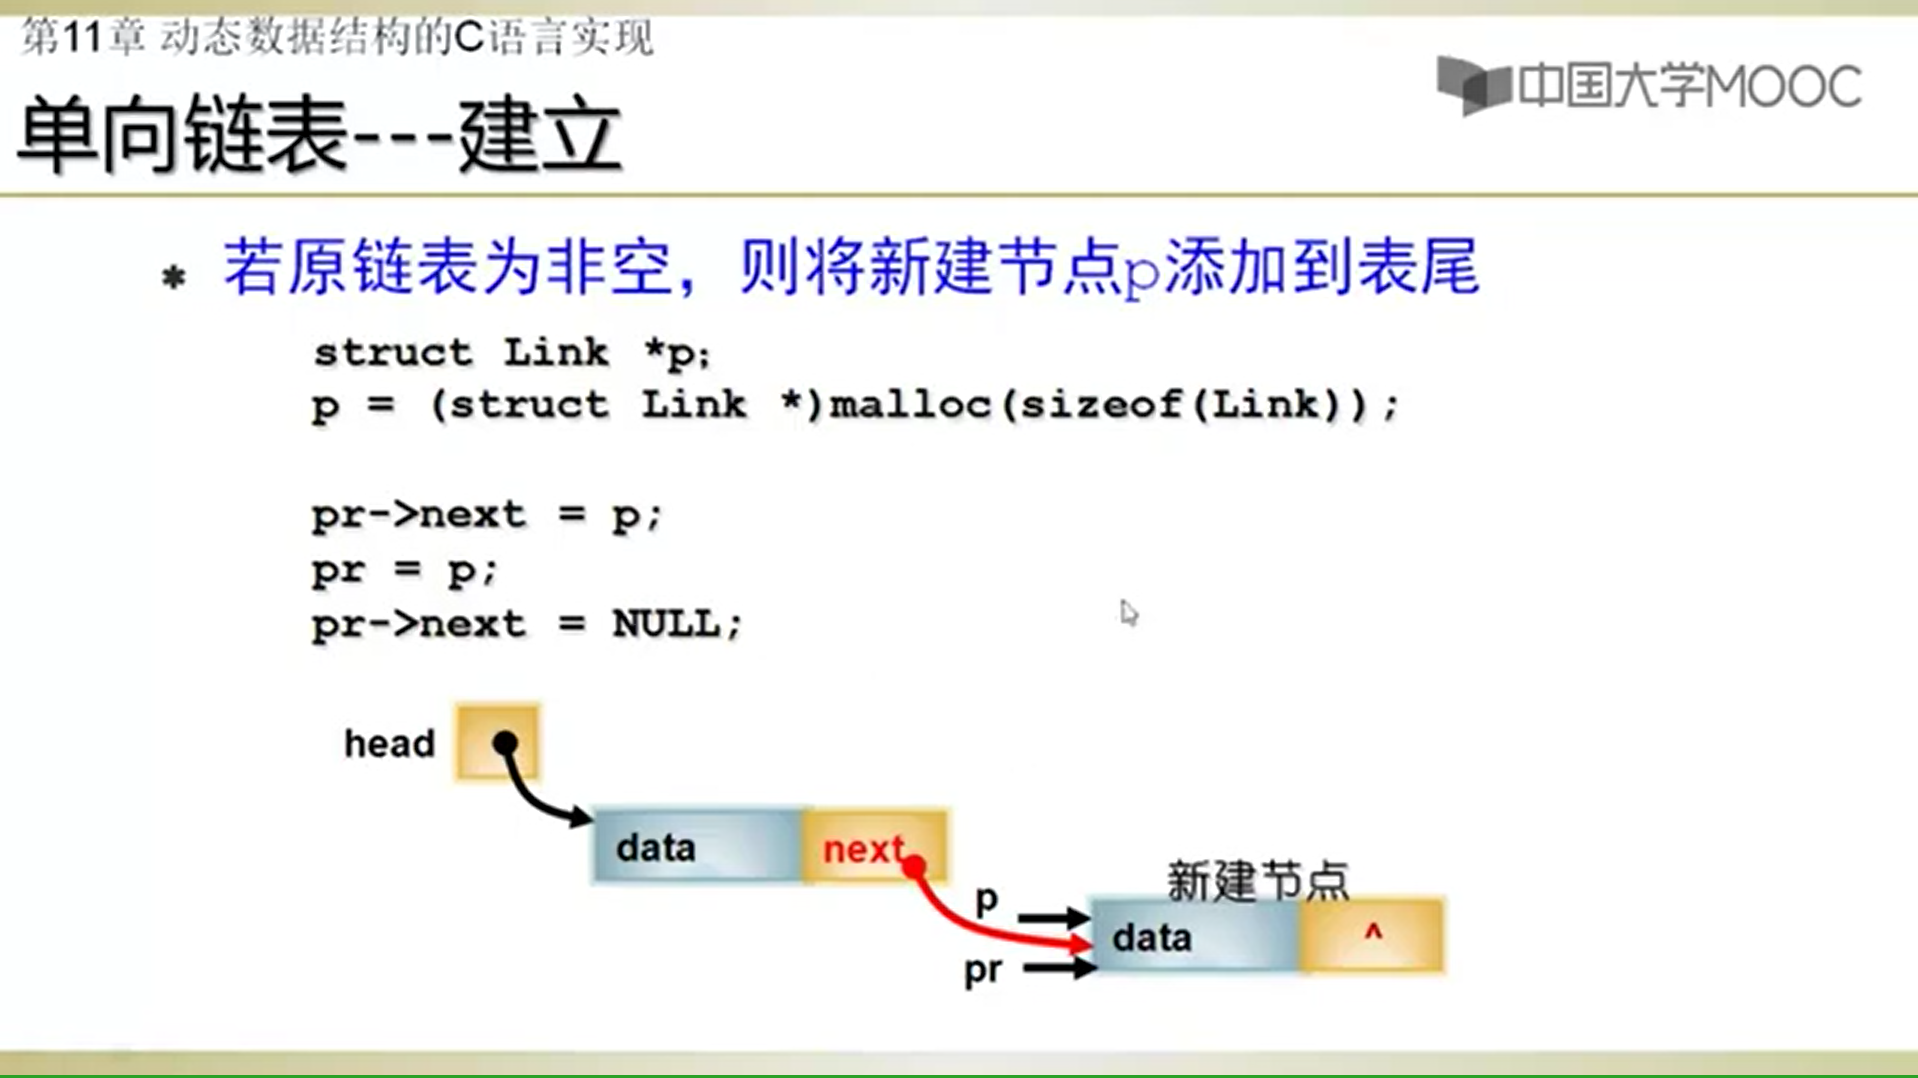 第11章 动态数据结构的C语言实现
中国大学MOOC
单向链表---建立
* 若原链表为非空，则将新建节点p添加到表尾
struct Link *p;
p = (struct Link *)malloc(sizeof(Link));
pr->next = p;
pr = p;
pr->next = NULL;
head
data next
新建节点
p
data ^
pr